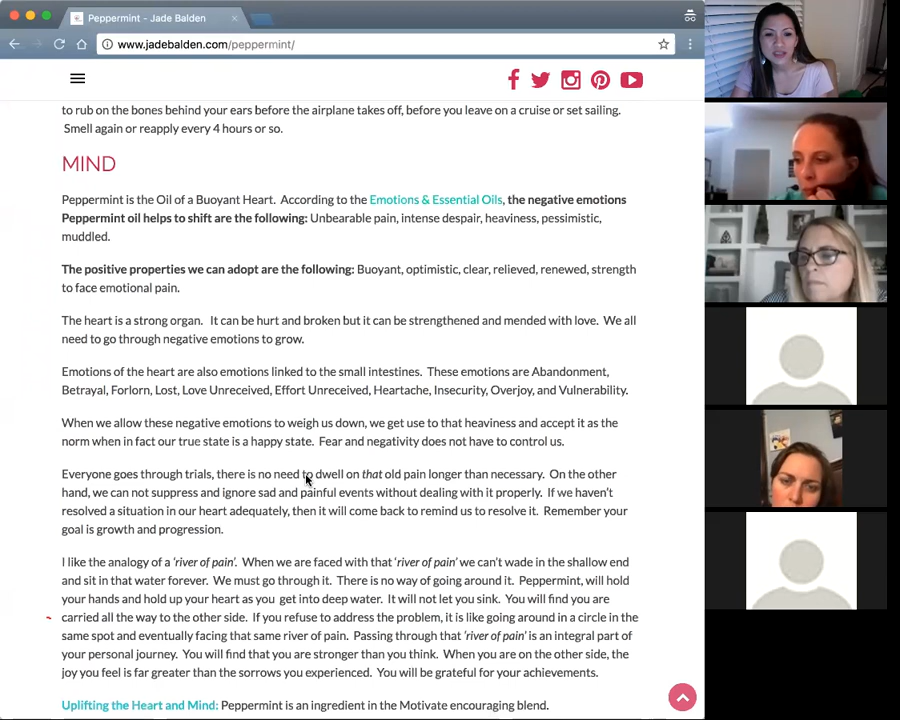 Peppermint - Jade Balden
www.jadebalden.com/peppermint/
to rub on the bones behind your ears before the airplane takes off, before you leave on a cruise or set sailing.
Smell again or reapply every 4 hours or so.
MIND
Peppermint is the Oil of a Buoyant Heart. According to the Emotions & Essential Oils, the negative emotions
Peppermint oil helps to shift are the following: Unbearable pain, intense despair, heaviness, pessimistic,
muddled.
The positive properties we can adopt are the following: Buoyant, optimistic, clear, relieved, renewed, strength
to face emotional pain.
The heart is a strong organ. It can be hurt and broken but it can be strengthened and mended with love. We all
need to go through negative emotions to grow.
Emotions of the heart are also emotions linked to the small intestines. These emotions are Abandonment,
Betrayal, Forlorn, Lost, Love Unreceived, Effort Unreceived, Heartache, Insecurity, Overjoy, and Vulnerability.
When we allow these negative emotions to weigh us down, we get use to that heaviness and accept it as the
norm when in fact our true state is a happy state. Fear and negativity does not have to control us.
Everyone goes through trials, there is no need to dwell on that old pain longer than necessary. On the other
hand, we can not suppress and ignore sad and painful events without dealing with it properly. If we haven't
resolved a situation in our heart adequately, then it will come back to remind us to resolve it. Remember your
goal is growth and progression.
I like the analogy of a 'river of pain'. When we are faced with that 'river of pain' we can't wade in the shallow end
and sit in that water forever. We must go through it. There is no way of going around it. Peppermint, will hold
your hands and hold up your heart as you get into deep water. It will not let you sink. You will find you are
carried all the way to the other side. If you refuse to address the problem, it is like going around in a circle in the
same spot and eventually facing that same river of pain. Passing through that 'river of pain' is an integral part of
your personal journey. You will find that you are stronger than you think. When you are on the other side, the
joy you feel is far greater than the sorrows you experienced. You will be grateful for your achievements.
Uplifting the Heart and Mind: Peppermint is an ingredient in the Motivate encouraging blend.